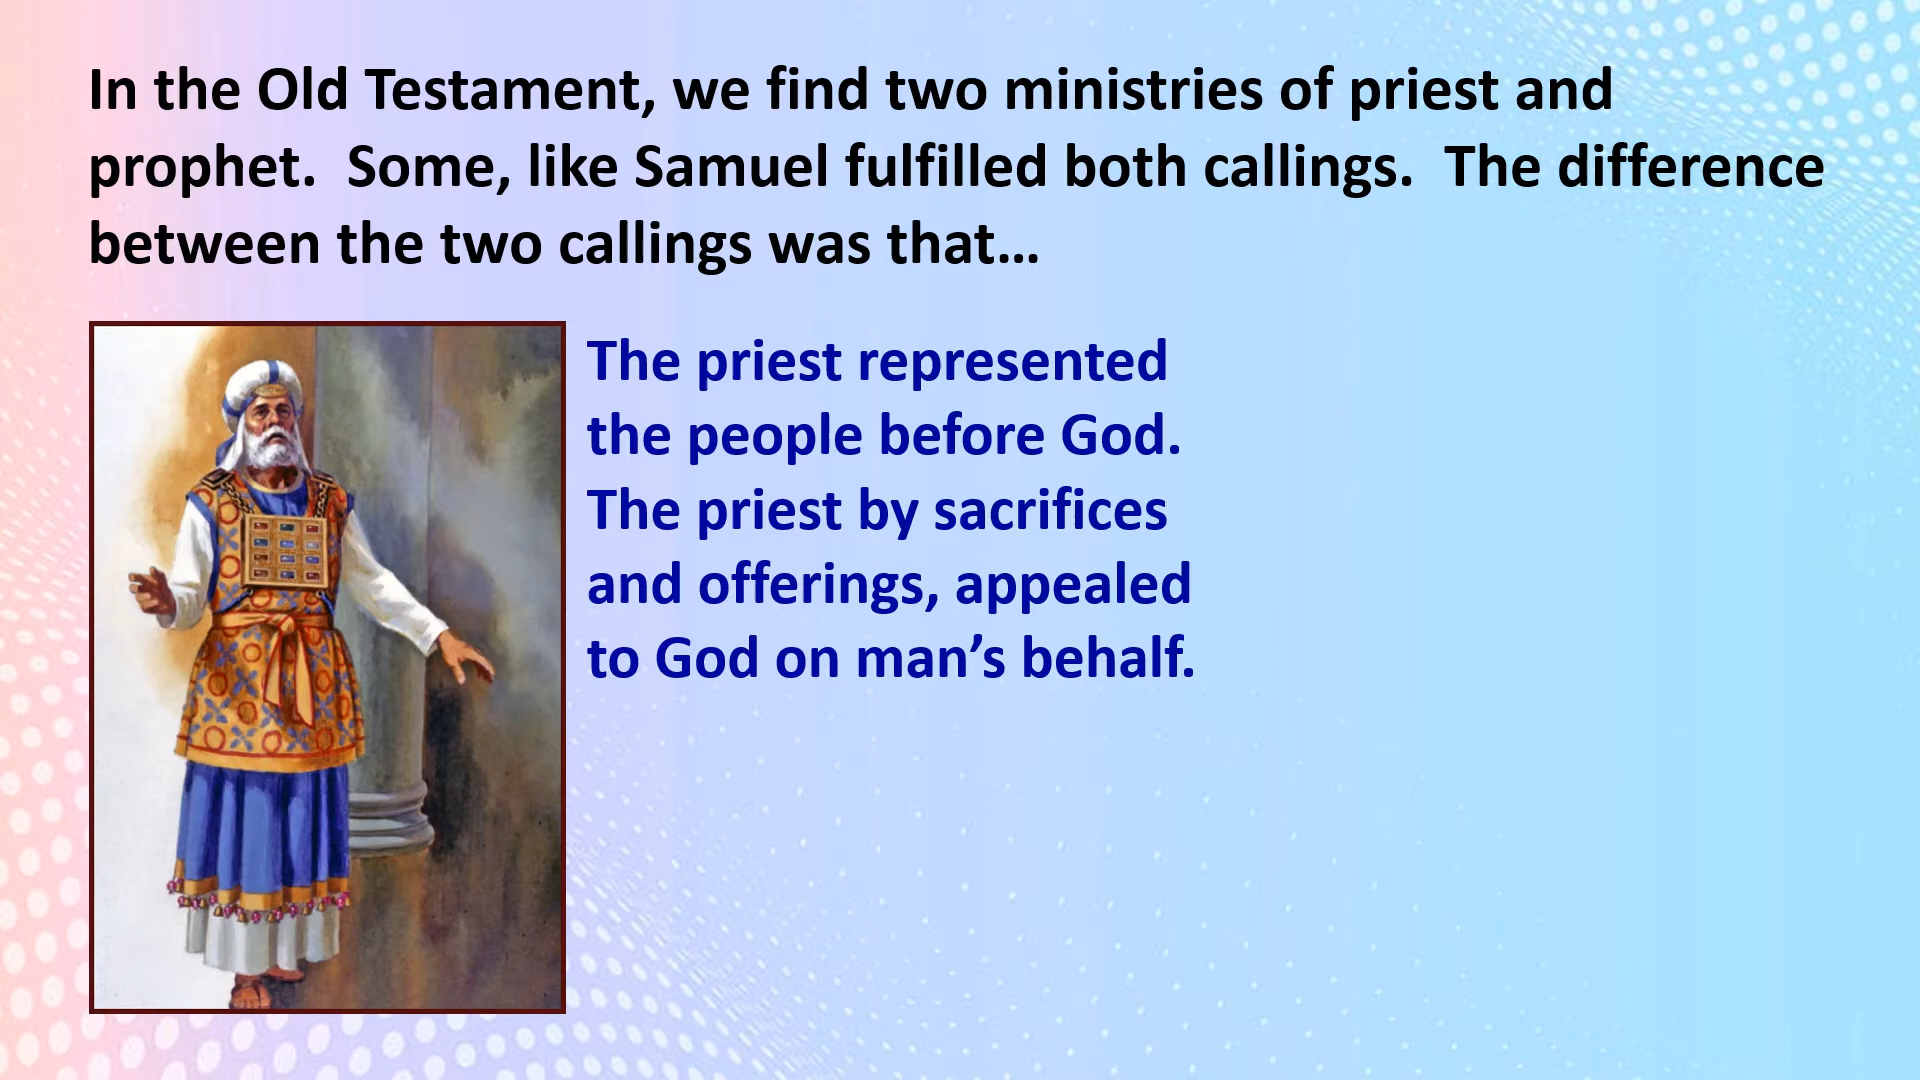 In the Old Testament, we find two ministries of priest and
prophet.  Some, like Samuel fulfilled both callings.  The difference
between the two callings was that…
The priest represented
the people before God.
The priest by sacrifices
and offerings, appealed
to God on man’s behalf.